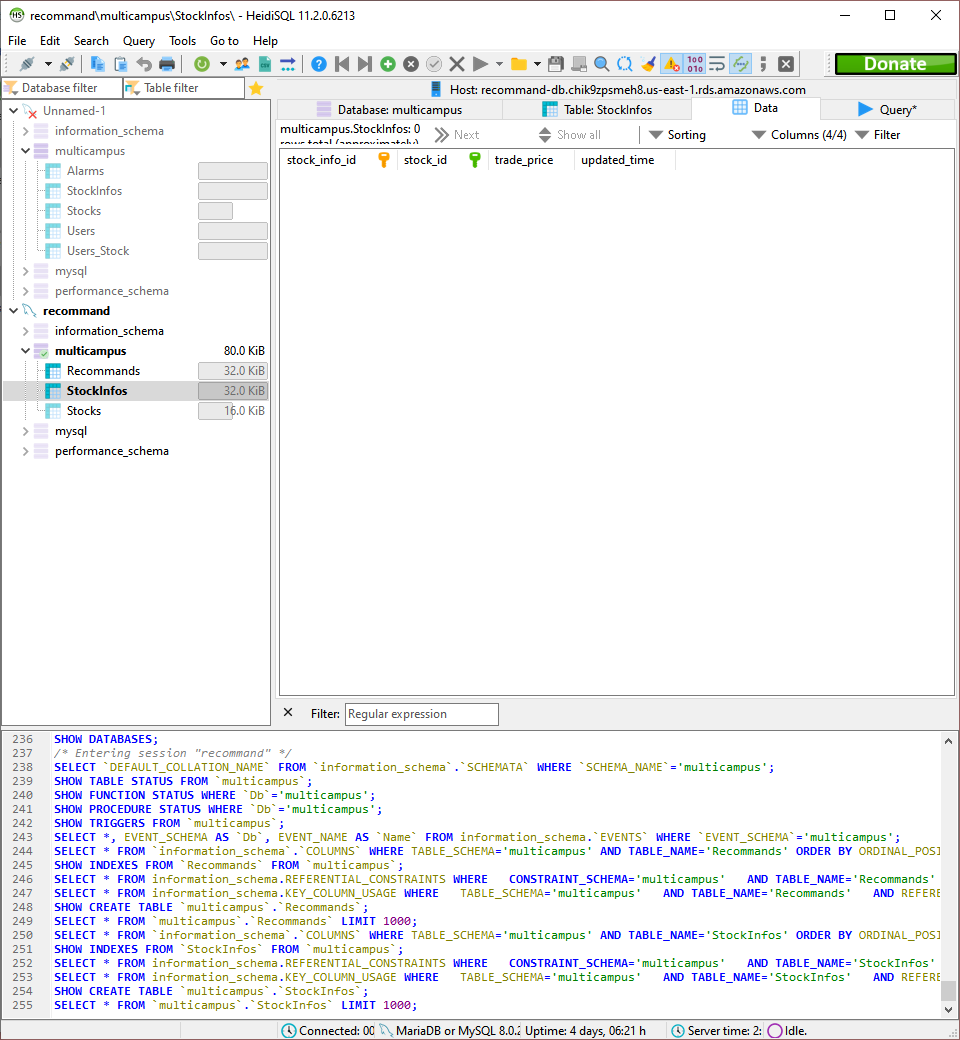 recommand\multicampus\StockInfos\ - HeidiSQL 11.2.0.6213
File Edit Search Query Tools Go to Help
Donate
Database filter Table filter
Host: recommand-db.chik9zpsmeh8.us-east-1.rds.amazonaws.com
Database: multicampus Table: StockInfos Data Query*
multicampus.StockInfos: 0
rows total (approximately)
Next Show all Sorting Columns (4/4) Filter
stock_info_id stock_id trade_price updated_time
Unnamed-1
information_schema
multicampus
Alarms
StockInfos
Stocks
Users
Users_Stock
mysql
performance_schema
recommand
information_schema
multicampus 80.0 KiB
Recommands 32.0 KiB
StockInfos 32.0 KiB
Stocks 16.0 KiB
mysql
performance_schema
Filter: Regular expression
236 SHOW DATABASES;
237 /* Entering session "recommand" */
238 SELECT `DEFAULT_COLLATION_NAME` FROM `information_schema`.`SCHEMATA` WHERE `SCHEMA_NAME`='multicampus';
239 SHOW TABLE STATUS FROM `multicampus`;
240 SHOW FUNCTION STATUS WHERE `Db`='multicampus';
241 SHOW PROCEDURE STATUS WHERE `Db`='multicampus';
242 SHOW TRIGGERS FROM `multicampus`;
243 SELECT *, EVENT_SCHEMA AS `Db`, EVENT_NAME AS `Name` FROM information_schema.`EVENTS` WHERE `EVENT_SCHEMA`='multicampus';
244 SELECT * FROM `information_schema`.`COLUMNS` WHERE TABLE_SCHEMA='multicampus' AND TABLE_NAME='Recommands' ORDER BY ORDINAL_POSI
245 SHOW INDEXES FROM `Recommands` FROM `multicampus`;
246 SELECT * FROM information_schema.REFERENTIAL_CONSTRAINTS WHERE CONSTRAINT_SCHEMA='multicampus' AND TABLE_NAME='Recommands'
247 SELECT * FROM information_schema.KEY_COLUMN_USAGE WHERE TABLE_SCHEMA='multicampus' AND TABLE_NAME='Recommands' AND REFERE
248 SHOW CREATE TABLE `multicampus`.`Recommands`;
249 SELECT * FROM `multicampus`.`Recommands` LIMIT 1000;
250 SELECT * FROM `information_schema`.`COLUMNS` WHERE TABLE_SCHEMA='multicampus' AND TABLE_NAME='StockInfos' ORDER BY ORDINAL_POSI
251 SHOW INDEXES FROM `StockInfos` FROM `multicampus`;
252 SELECT * FROM information_schema.REFERENTIAL_CONSTRAINTS WHERE CONSTRAINT_SCHEMA='multicampus' AND TABLE_NAME='StockInfos'
253 SELECT * FROM information_schema.KEY_COLUMN_USAGE WHERE TABLE_SCHEMA='multicampus' AND TABLE_NAME='StockInfos' AND REFERE
254 SHOW CREATE TABLE `multicampus`.`StockInfos`;
255 SELECT * FROM `multicampus`.`StockInfos` LIMIT 1000;
Connected: 00 MariaDB or MySQL 8.0.2 Uptime: 4 days, 06:21 h Server time: 2: Idle.